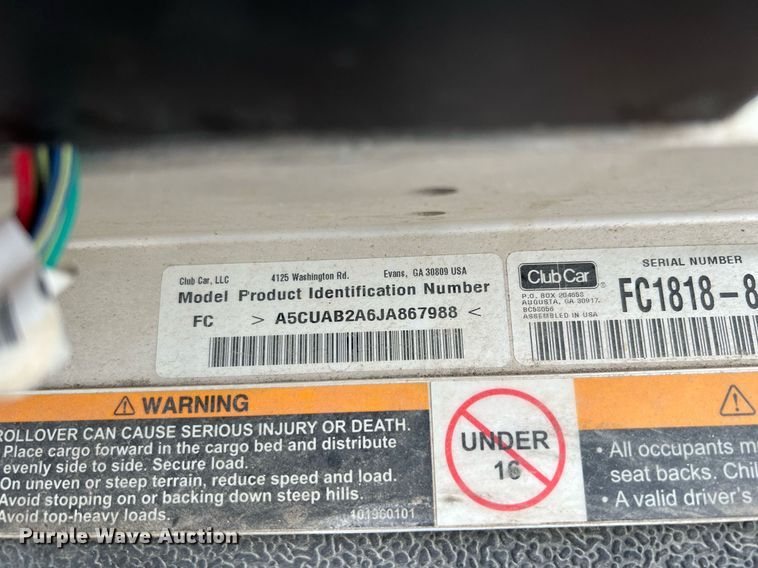 Club Car, LLC 4125 Washington Rd. Evans, GA 30809 USA
Model Product Identification Number
FC > A5CUAB2A6JA867988 <
Club Car ®
SERIAL NUMBER
P.O. BOX 204658
AUGUSTA, GA 30917
ASSEMBLED IN USA
FC1818-8
⚠ WARNING
ROLLOVER CAN CAUSE SERIOUS INJURY OR DEATH.
Place cargo forward in the cargo bed and distribute
evenly side to side. Secure load.
On uneven or steep terrain, reduce speed and load.
Avoid stopping on or backing down steep hills.
Avoid top-heavy loads.
101960101
UNDER
16
⚠
• All occupants mu
seat backs. Chil
• A valid driver's
Purple Wave Auction